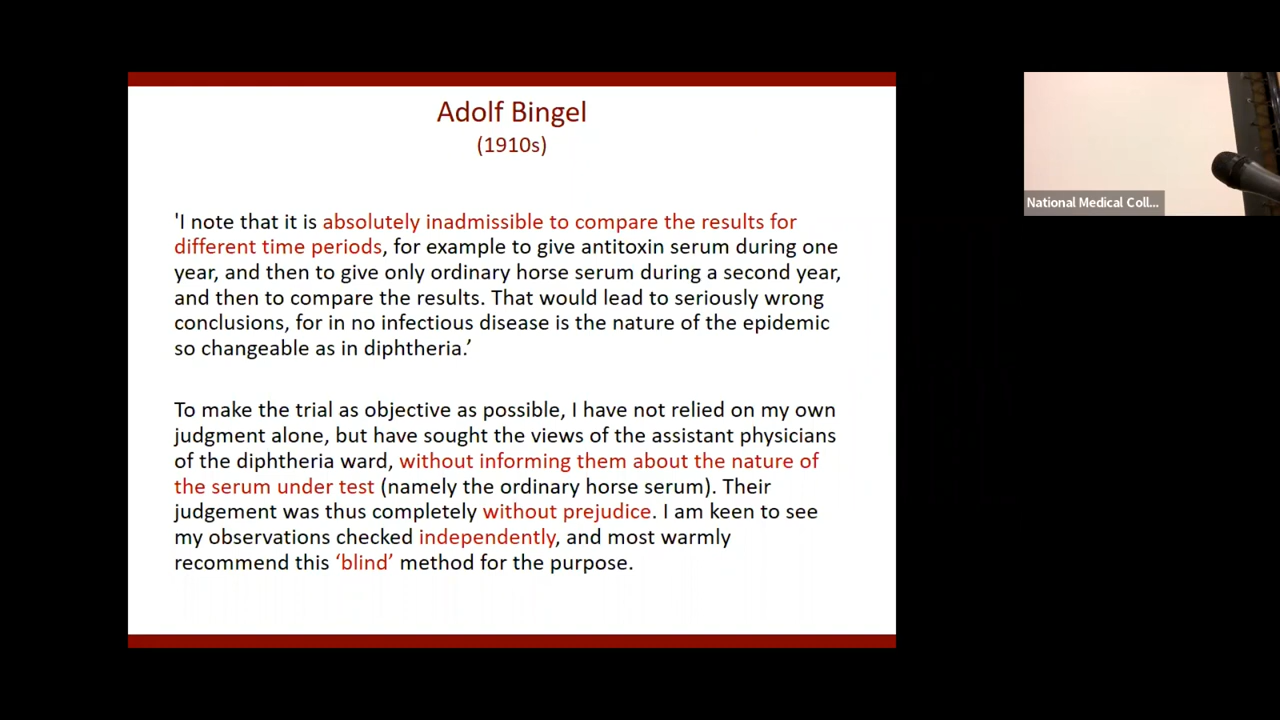 Adolf Bingel
(1910s)
'I note that it is absolutely inadmissible to compare the results for
different time periods, for example to give antitoxin serum during one
year, and then to give only ordinary horse serum during a second year,
and then to compare the results. That would lead to seriously wrong
conclusions, for in no infectious disease is the nature of the epidemic
so changeable as in diphtheria.’
To make the trial as objective as possible, I have not relied on my own
judgment alone, but have sought the views of the assistant physicians
of the diphtheria ward, without informing them about the nature of
the serum under test (namely the ordinary horse serum). Their
judgement was thus completely without prejudice. I am keen to see
my observations checked independently, and most warmly
recommend this ‘blind’ method for the purpose.
National Medical Coll...